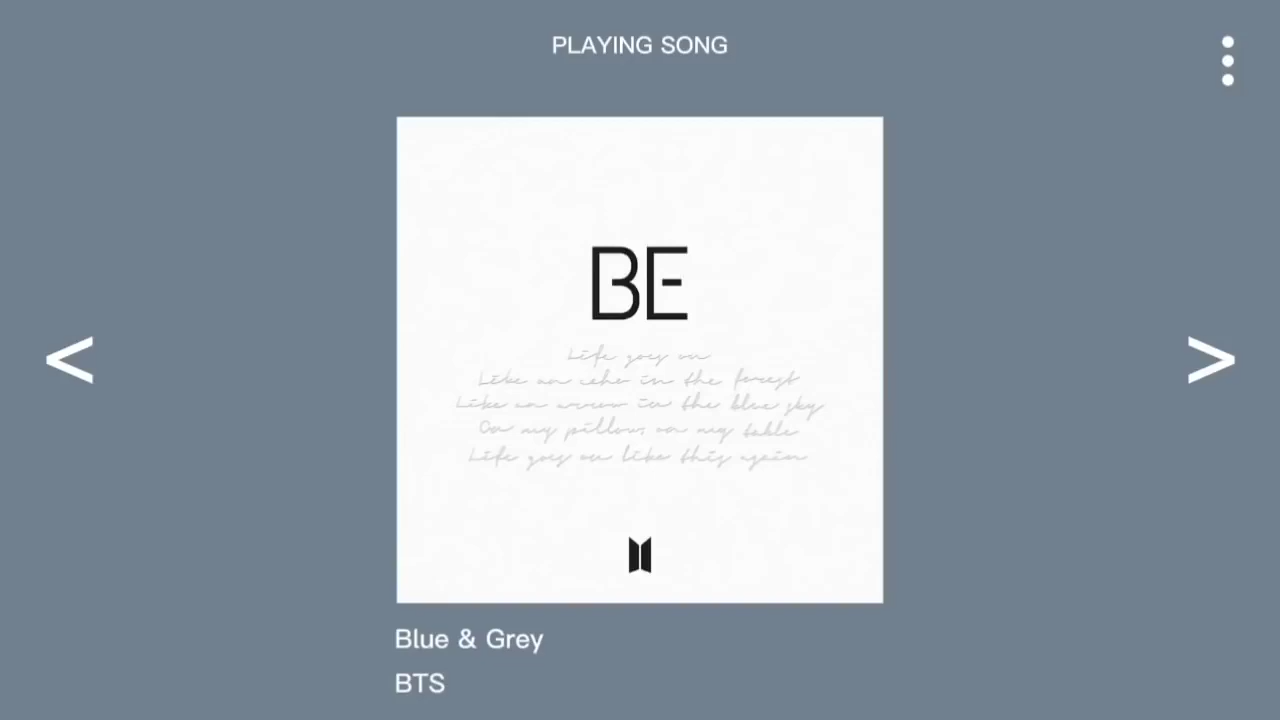 PLAYING SONG
BE
Life goes on
Like an echo in the forest
Like an arrow in the blue sky
On my pillow, on my table
Life goes on like this again
<
>
Blue & Grey
BTS